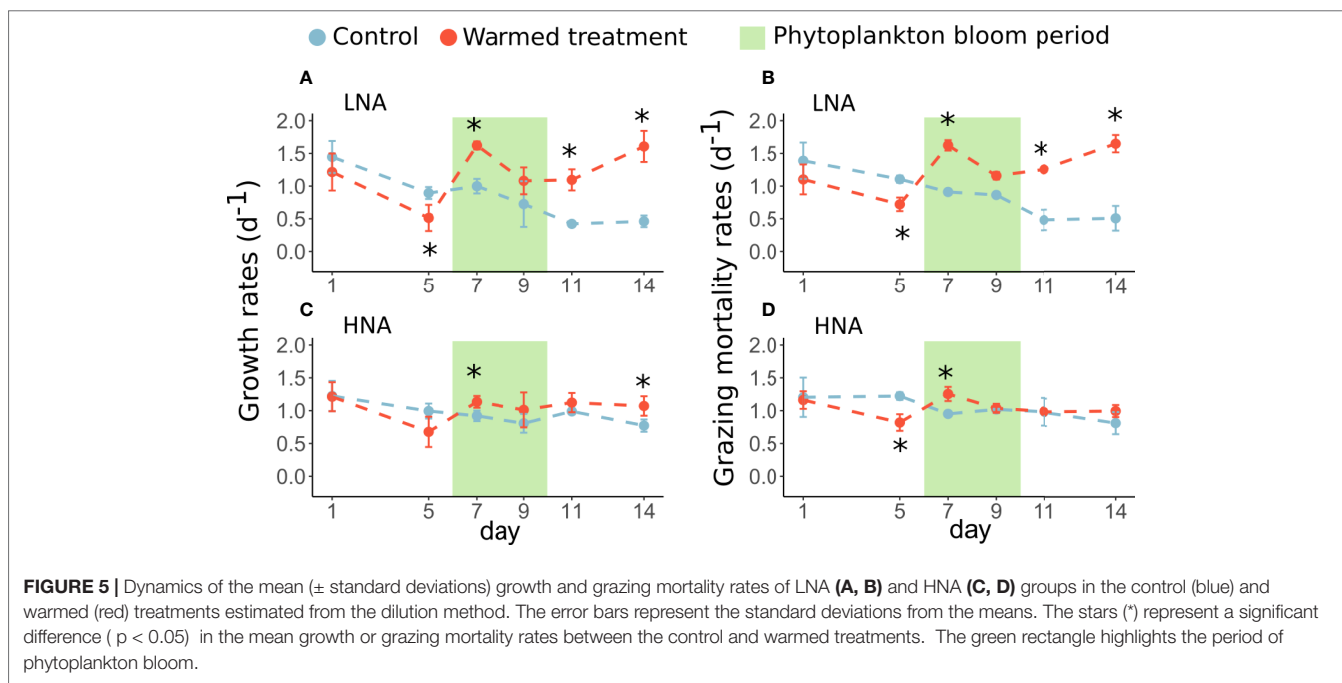 Control Warmed treatment Phytoplankton bloom period
A
LNA
Growth rates (d-1)
2.0
1.5
1.0
0.5
0.0
*
*
*
*
1 5 7 9 11 14
B
LNA
Grazing mortality rates (d-1)
2.0
1.5
1.0
0.5
0.0
*
*
*
*
1 5 7 9 11 14
C
HNA
2.0
1.5
1.0
0.5
0.0
*
*
1 5 7 9 11 14
day
D
HNA
2.0
1.5
1.0
0.5
0.0
*
*
1 5 7 9 11 14
day
FIGURE 5 | Dynamics of the mean (± standard deviations) growth and grazing mortality rates of LNA (A, B) and HNA (C, D) groups in the control (blue) and
warmed (red) treatments estimated from the dilution method. The error bars represent the standard deviations from the means. The stars (*) represent a significant
difference ( p < 0.05) in the mean growth or grazing mortality rates between the control and warmed treatments. The green rectangle highlights the period of
phytoplankton bloom.